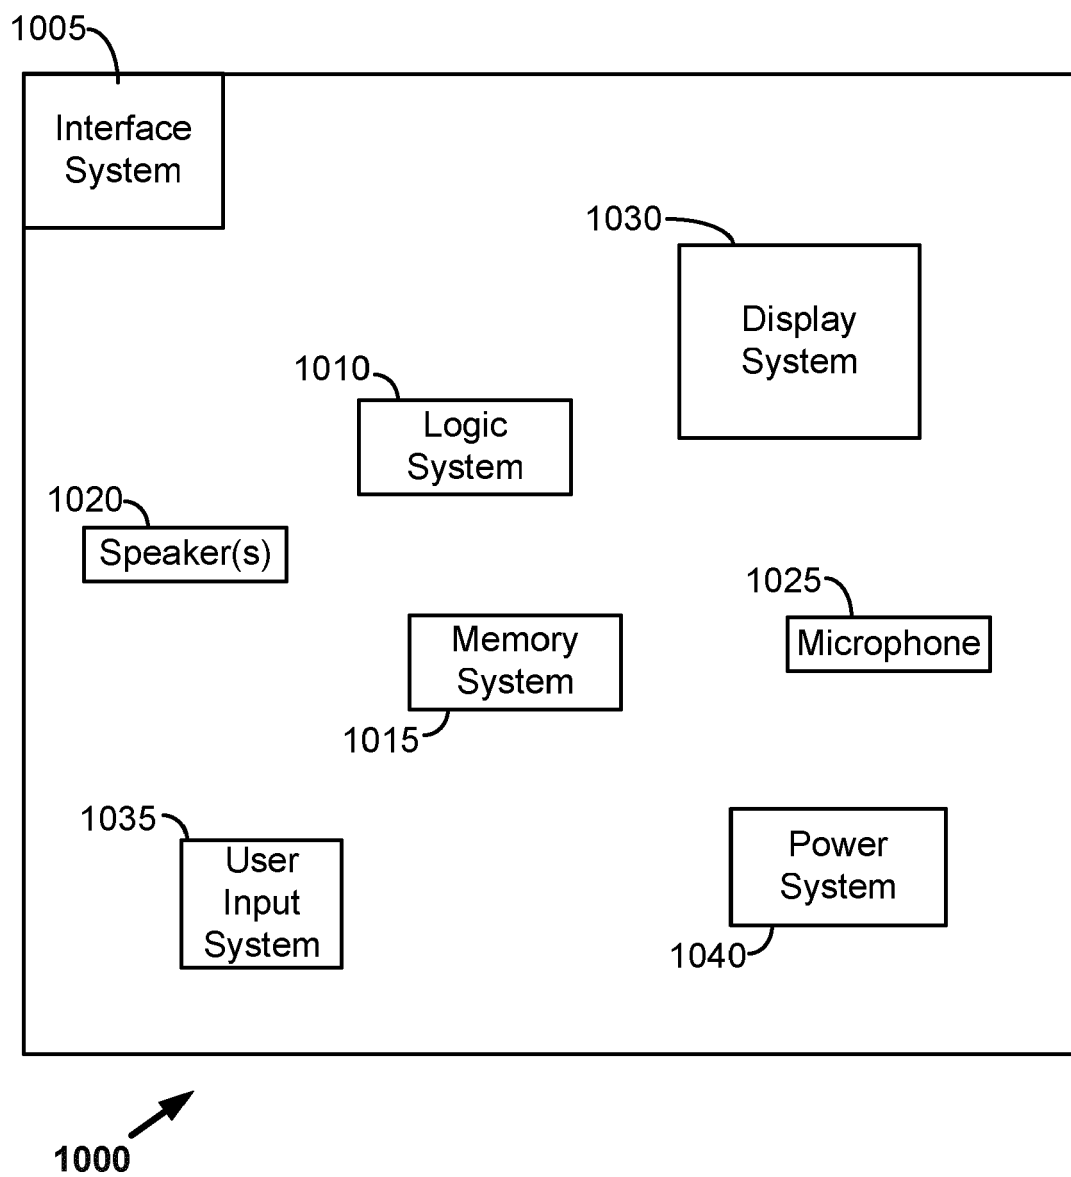 1005
Interface
System
1030
Display
System
1010
Logic
System
1020
Speaker(s)
1025
Microphone
Memory
System
1015
1035
User
Input
System
Power
System
1040
1000